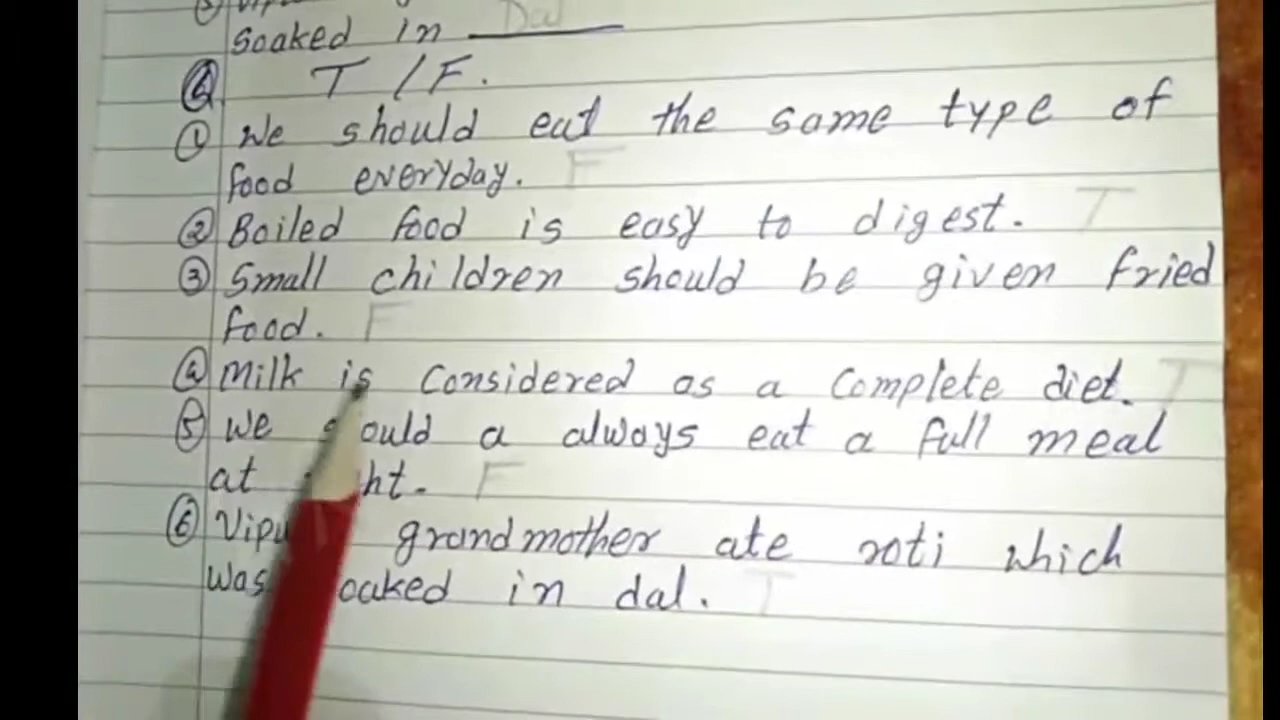 soaked in Dal
Q. T / F.
① We should eat the same type of
food everyday. F
② Boiled food is easy to digest. T
③ Small children should be given fried
food. F
④ Milk is considered as a complete diet. T
⑤ We ould a always eat a full meal
at ht. F
⑥ Vipu grandmother ate roti which
was oaked in dal. T